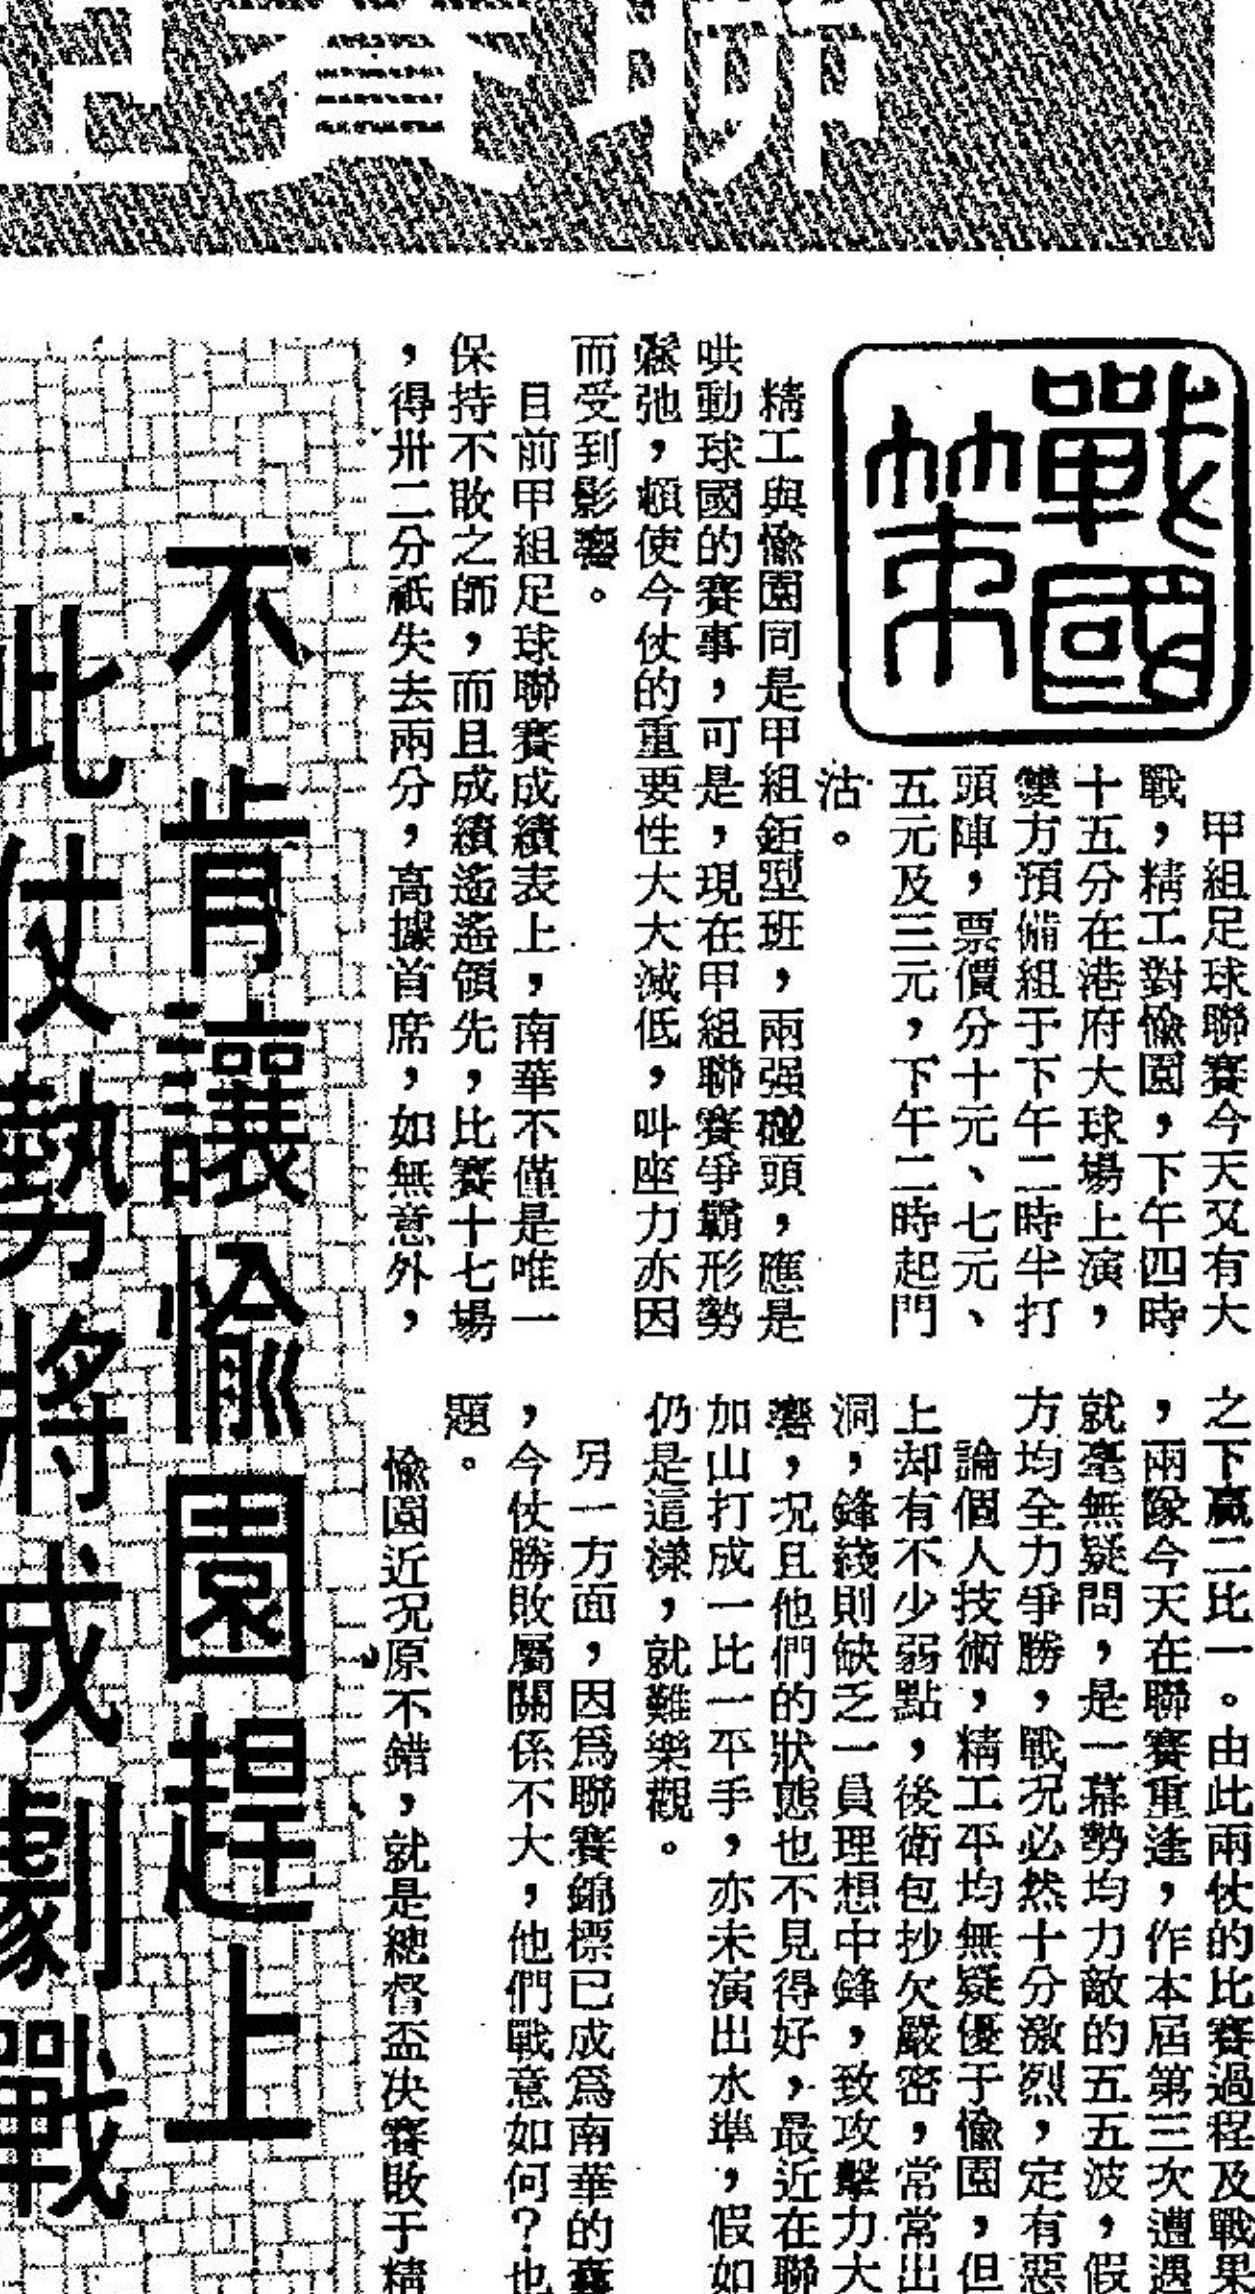 聯賽
戰國
策
甲組足球聯賽今天又有大
戰，精工對愉園，下午四時
十五分在港府大球場上演，
雙方預備組于下午二時半打
頭陣，票價分十元、七元、
五元及三元，下午二時起門
沽。
精工與愉園同是甲組鉅型班，兩强碰頭，應是
哄動球國的賽事，可是，現在甲組聯賽爭霸形勢
鬆弛，頓使今仗的重要性大大減低，叫座力亦因
而受到影響。
目前甲組足球聯賽成績表上，南華不僅是唯一
保持不敗之師，而且成績遙遙領先，比賽十七場
，得卅二分祇失去兩分，高據首席，如無意外，
之下贏二比一。由此兩仗的比賽過程及戰果
，兩隊今天在聯賽重逢，作本屆第三次遭遇
就毫無疑問，是一幕勢均力敵的五五波，假
方均全力爭勝，戰况必然十分激烈，定有惡
論個人技術，精工平均無疑優于愉園，但
上却有不少弱點，後衛包抄欠嚴密，常常出
洞，鋒綫則缺乏一員理想中鋒，致攻擊力大
響，况且他們的狀態也不見得好，最近在聯
加山打成一比一平手，亦未演出水準，假如
仍是這樣，就難樂觀。
另一方面，因爲聯賽錦標已成爲南華的囊
，今仗勝敗屬關係不大，他們戰意如何？也
題。
愉園近况原不錯，就是總督盃决賽敗于精
不肯讓愉園趕上
此仗勢將成劇戰